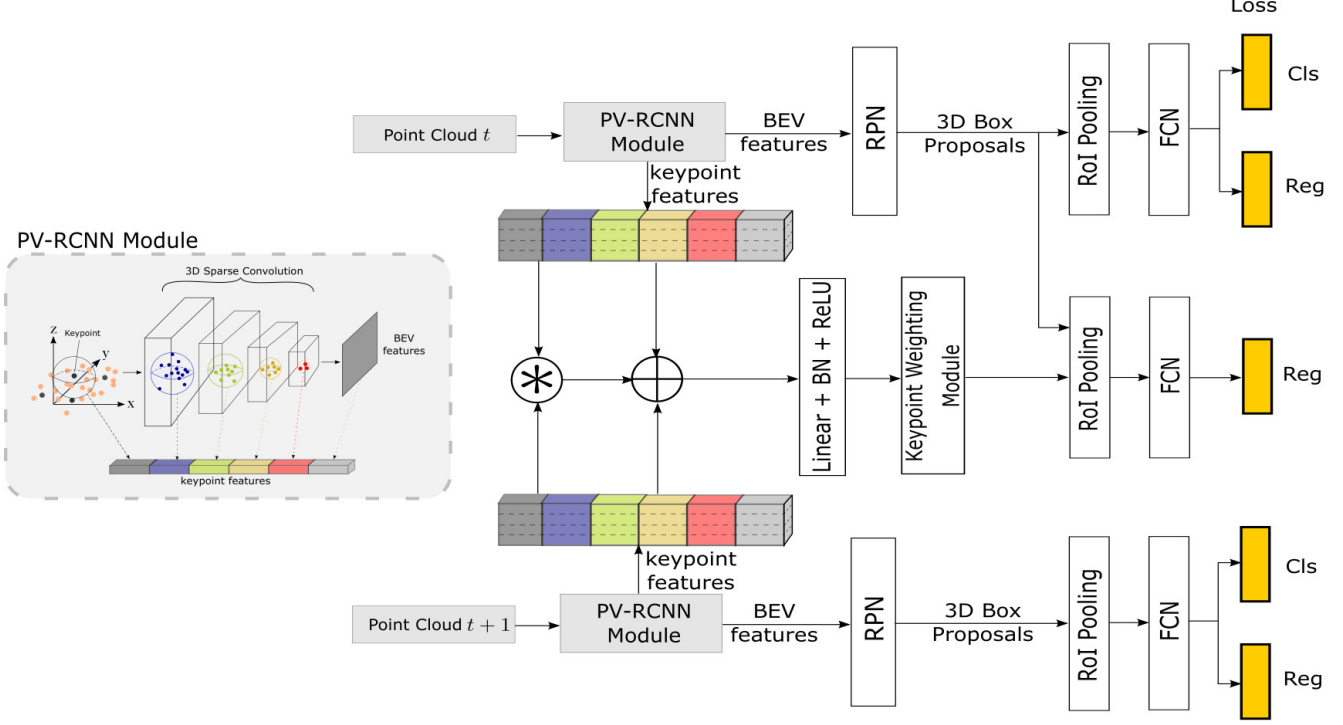 Loss
Point Cloud t
PV-RCNN
Module
BEV
features
RPN
3D Box
Proposals
RoI Pooling
FCN
Cls
Reg
keypoint
features
PV-RCNN Module
3D Sparse Convolution
Keypoint
z
y
x
BEV
features
keypoint features
*
+
Linear + BN + ReLU
Keypoint Weighting
Module
RoI Pooling
FCN
Reg
keypoint
features
Point Cloud t + 1
PV-RCNN
Module
BEV
features
RPN
3D Box
Proposals
RoI Pooling
FCN
Cls
Reg